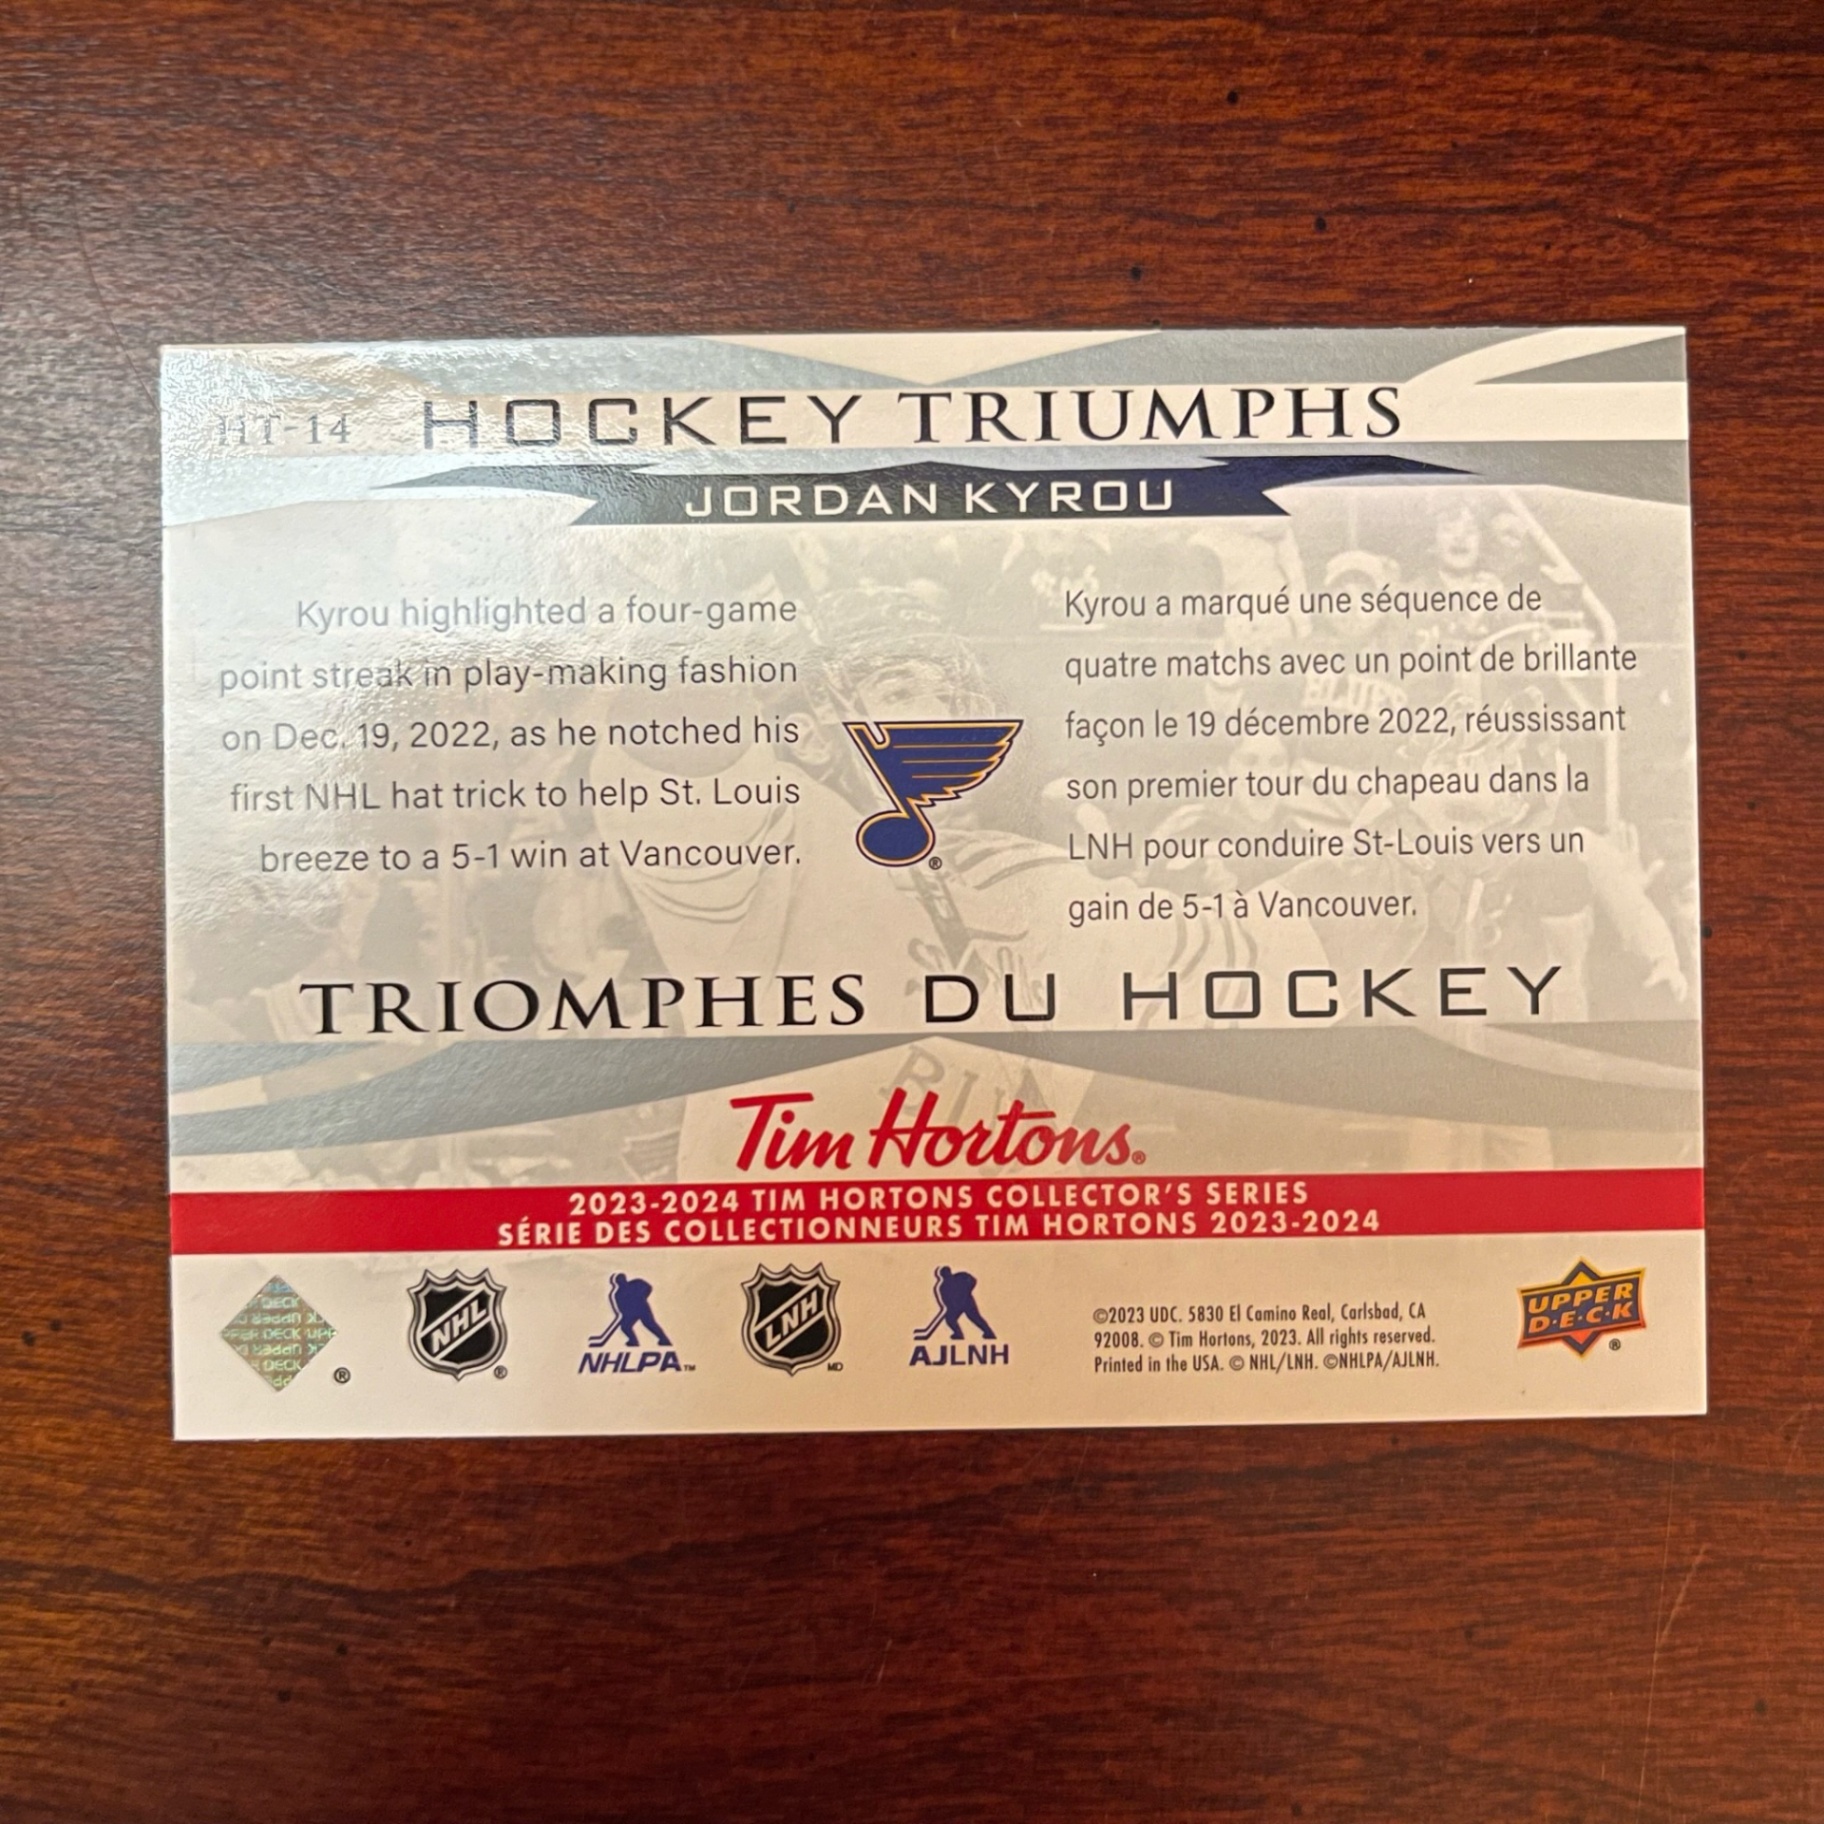 HT-14
HOCKEY TRIUMPHS
JORDAN KYROU
Kyrou highlighted a four-game
point streak in play-making fashion
on Dec. 19, 2022, as he notched his
first NHL hat trick to help St. Louis
breeze to a 5-1 win at Vancouver.
Kyrou a marqué une séquence de
quatre matchs avec un point de brillante
façon le 19 décembre 2022, réussissant
son premier tour du chapeau dans la
LNH pour conduire St-Louis vers un
gain de 5-1 à Vancouver.
®
TRIOMPHES DU HOCKEY
Tim Hortons®
2023-2024 TIM HORTONS COLLECTOR'S SERIES
SÉRIE DES COLLECTIONNEURS TIM HORTONS 2023-2024
®
NHL ®
NHLPA™
LNH MD
AJLNH
©2023 UDC. 5830 El Camino Real, Carlsbad, CA
92008. © Tim Hortons, 2023. All rights reserved.
Printed in the USA. © NHL/LNH. ©NHLPA/AJLNH.
UPPER
D·E·C·K ®